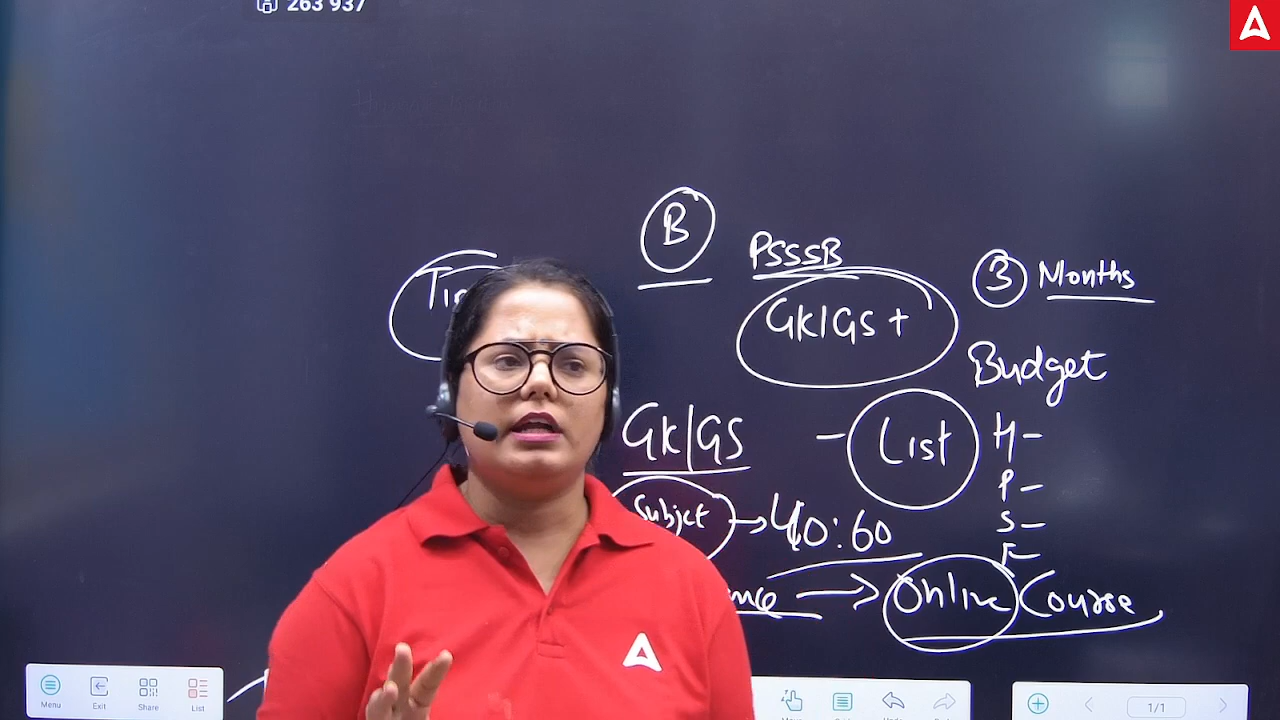 263 937
B
PSSSB
3 Months
GK/GS +
Budget
GK/GS - List H-
P-
S-
Subject → 40:60
→ Online Course
Menu Exit Share List
1/1